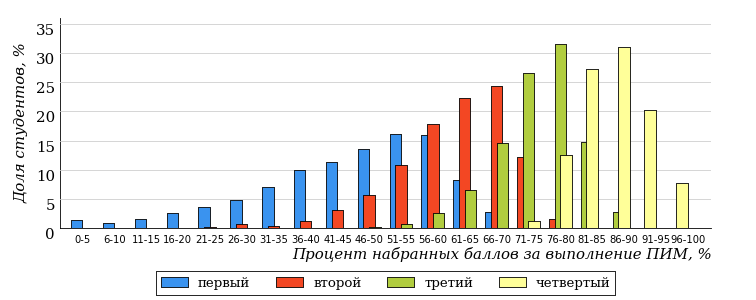 Доля студентов, %
35
30
25
20
15
10
5
0
0-5 6-10 11-15 16-20 21-25 26-30 31-35 36-40 41-45 46-50 51-55 56-60 61-65 66-70 71-75 76-80 81-85 86-90 91-95 96-100
Процент набранных баллов за выполнение ПИМ, %
первый второй третий четвертый